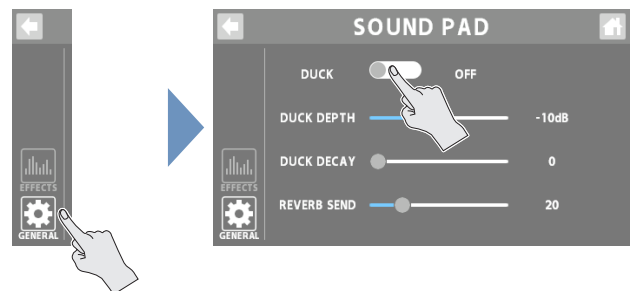 EFFECTS
GENERAL
SOUND PAD
DUCK OFF
DUCK DEPTH -10dB
DUCK DECAY 0
REVERB SEND 20
EFFECTS
GENERAL